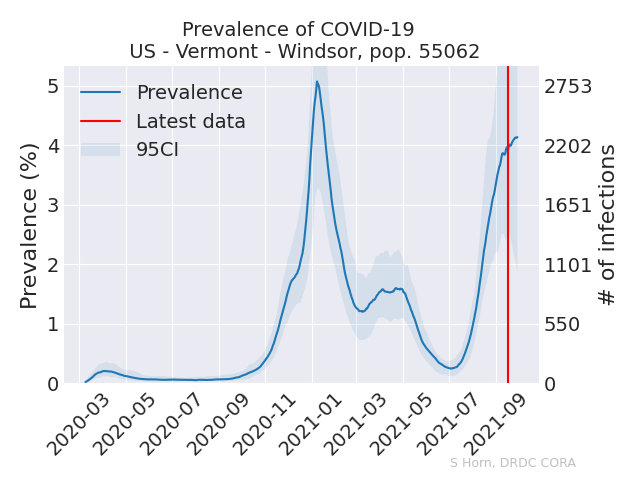 Prevalence of COVID-19
US - Vermont - Windsor, pop. 55062
Prevalence
Latest data
95CI
Prevalence (%)
5
4
3
2
1
0
2753
2202
1651
1101
550
0
# of infections
2020-03
2020-05
2020-07
2020-09
2020-11
2021-01
2021-03
2021-05
2021-07
2021-09
S Horn, DRDC CORA